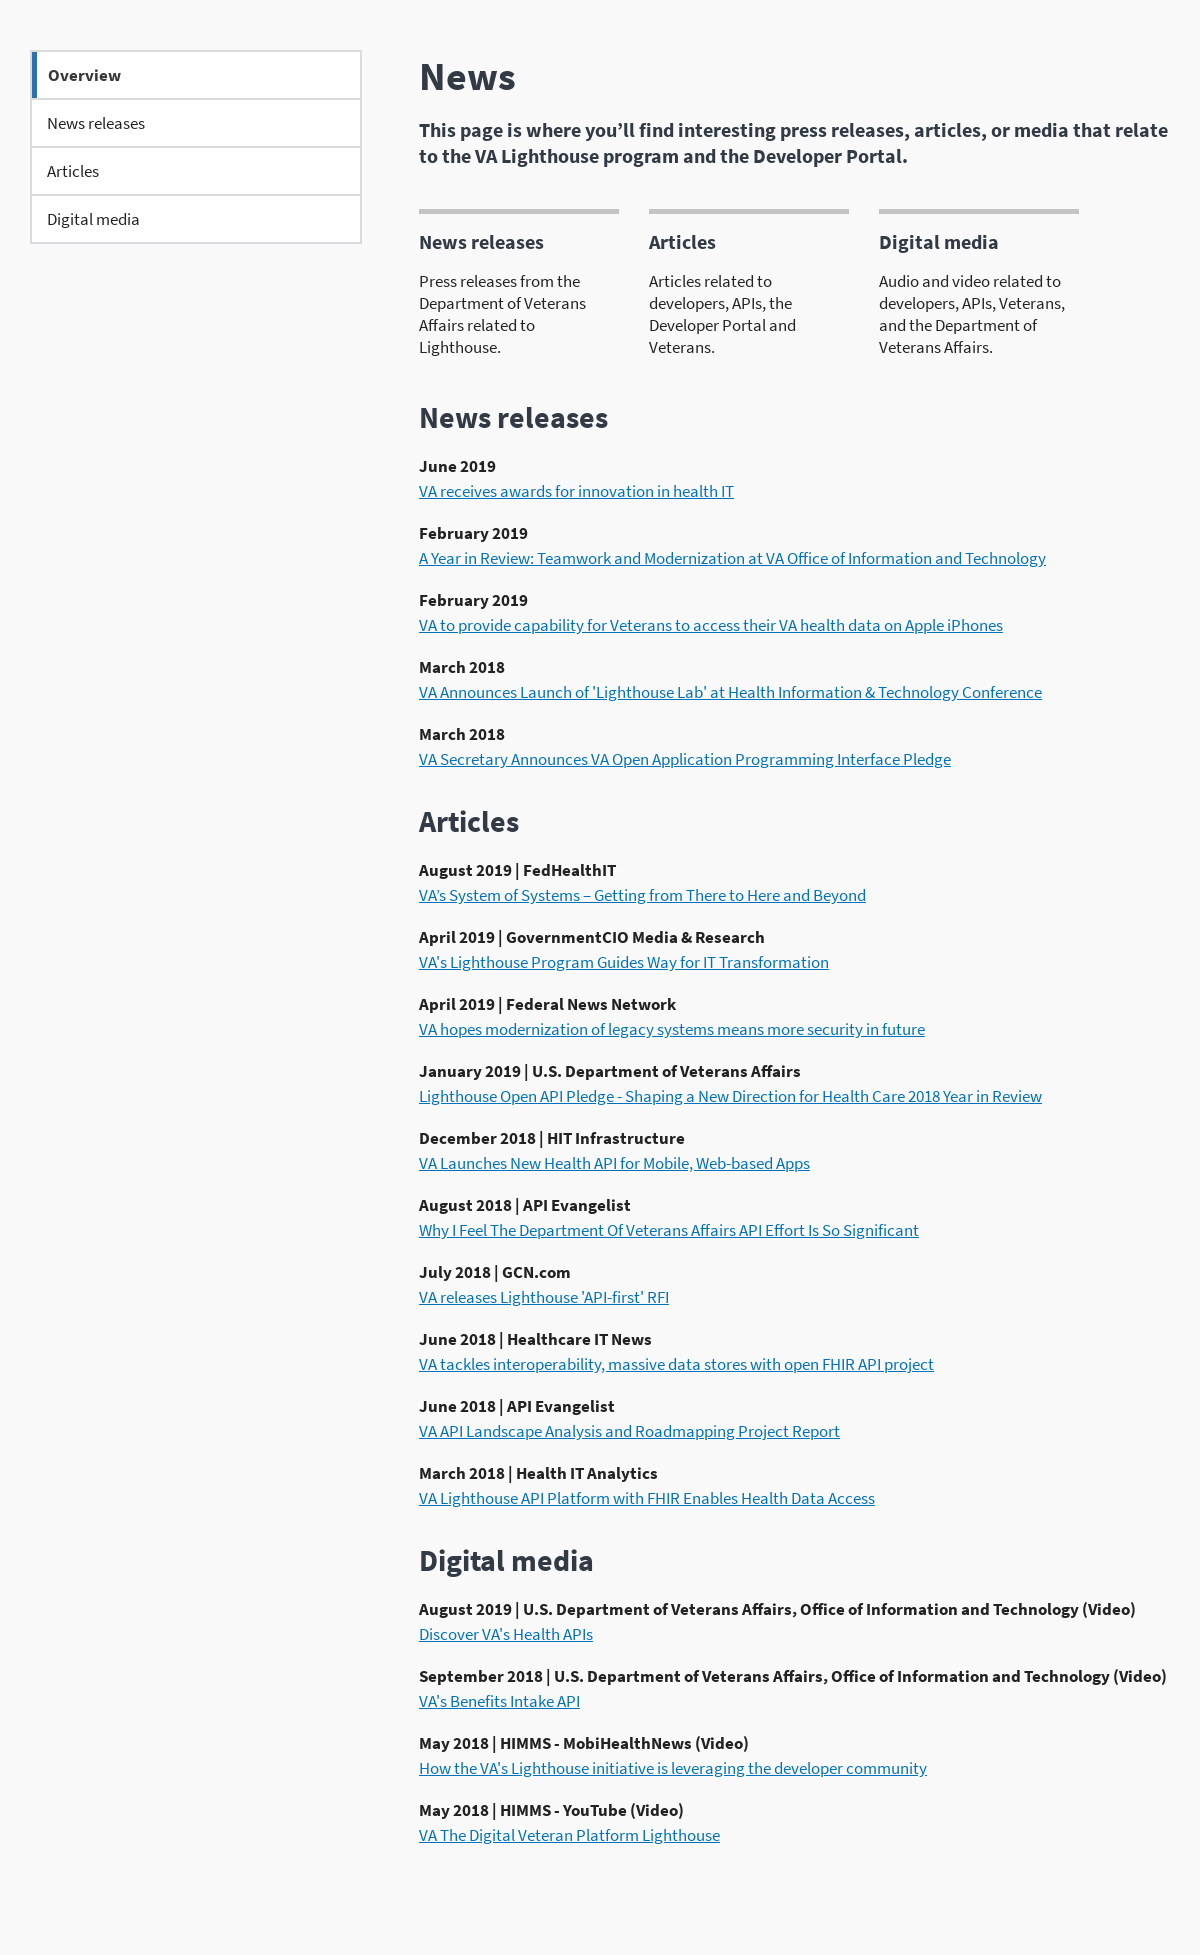 Overview
News releases
Articles
Digital media
News
This page is where you’ll find interesting press releases, articles, or media that relate
to the VA Lighthouse program and the Developer Portal.
News releases
Press releases from the
Department of Veterans
Affairs related to
Lighthouse.
Articles
Articles related to
developers, APIs, the
Developer Portal and
Veterans.
Digital media
Audio and video related to
developers, APIs, Veterans,
and the Department of
Veterans Affairs.
News releases
June 2019
VA receives awards for innovation in health IT
February 2019
A Year in Review: Teamwork and Modernization at VA Office of Information and Technology
February 2019
VA to provide capability for Veterans to access their VA health data on Apple iPhones
March 2018
VA Announces Launch of 'Lighthouse Lab' at Health Information & Technology Conference
March 2018
VA Secretary Announces VA Open Application Programming Interface Pledge
Articles
August 2019 | FedHealthIT
VA’s System of Systems – Getting from There to Here and Beyond
April 2019 | GovernmentCIO Media & Research
VA's Lighthouse Program Guides Way for IT Transformation
April 2019 | Federal News Network
VA hopes modernization of legacy systems means more security in future
January 2019 | U.S. Department of Veterans Affairs
Lighthouse Open API Pledge - Shaping a New Direction for Health Care 2018 Year in Review
December 2018 | HIT Infrastructure
VA Launches New Health API for Mobile, Web-based Apps
August 2018 | API Evangelist
Why I Feel The Department Of Veterans Affairs API Effort Is So Significant
July 2018 | GCN.com
VA releases Lighthouse 'API-first' RFI
June 2018 | Healthcare IT News
VA tackles interoperability, massive data stores with open FHIR API project
June 2018 | API Evangelist
VA API Landscape Analysis and Roadmapping Project Report
March 2018 | Health IT Analytics
VA Lighthouse API Platform with FHIR Enables Health Data Access
Digital media
August 2019 | U.S. Department of Veterans Affairs, Office of Information and Technology (Video)
Discover VA's Health APIs
September 2018 | U.S. Department of Veterans Affairs, Office of Information and Technology (Video)
VA's Benefits Intake API
May 2018 | HIMMS - MobiHealthNews (Video)
How the VA's Lighthouse initiative is leveraging the developer community
May 2018 | HIMMS - YouTube (Video)
VA The Digital Veteran Platform Lighthouse